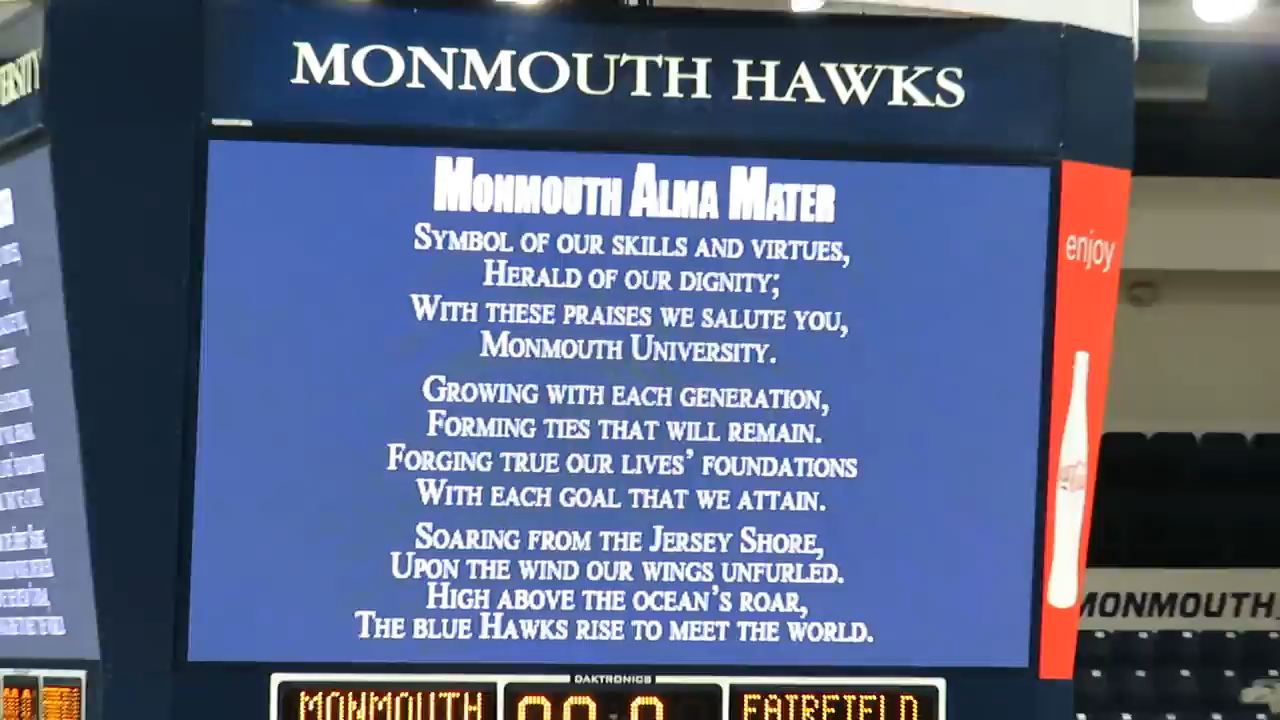 MONMOUTH HAWKS
MONMOUTH ALMA MATER
SYMBOL OF OUR SKILLS AND VIRTUES,
HERALD OF OUR DIGNITY;
WITH THESE PRAISES WE SALUTE YOU,
MONMOUTH UNIVERSITY.
GROWING WITH EACH GENERATION,
FORMING TIES THAT WILL REMAIN.
FORGING TRUE OUR LIVES' FOUNDATIONS
WITH EACH GOAL THAT WE ATTAIN.
SOARING FROM THE JERSEY SHORE,
UPON THE WIND OUR WINGS UNFURLED.
HIGH ABOVE THE OCEAN'S ROAR,
THE BLUE HAWKS RISE TO MEET THE WORLD.
enjoy
MONMOUTH
DAKTRONICS
MONMOUTH
FAIRFIELD